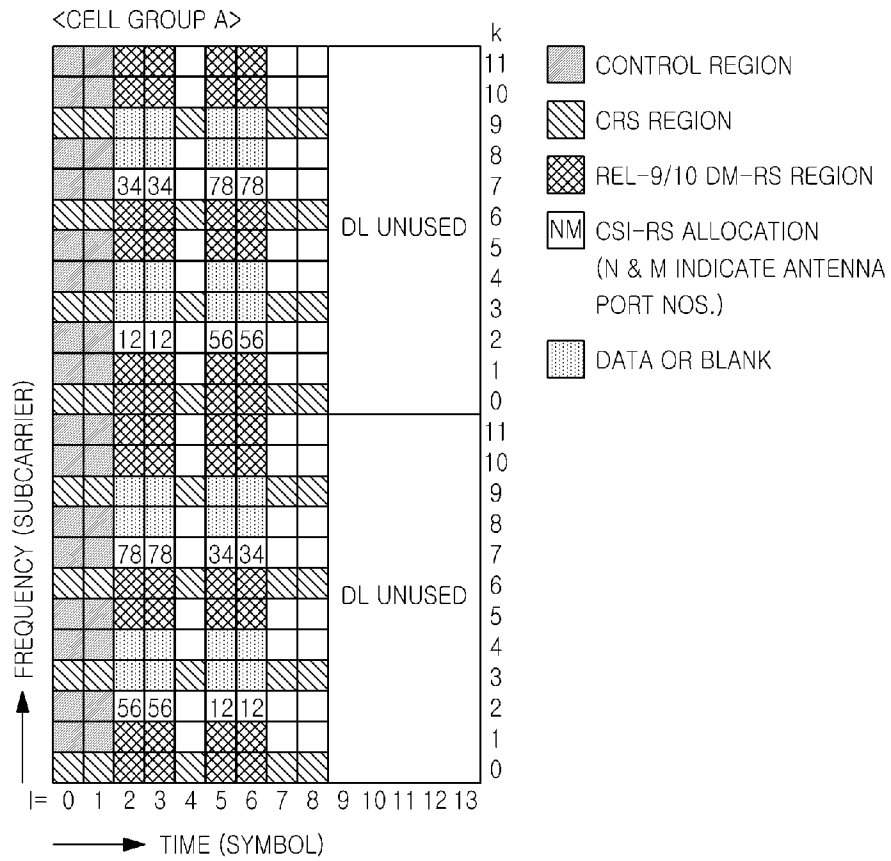 <CELL GROUP A>
k
11
10
9
8
34 34 78 78 7
6
DL UNUSED
5
4
3
12 12 56 56 2
1
0
11
10
9
8
78 78 34 34 7
6
DL UNUSED
5
4
3
56 56 12 12 2
1
0
l= 0 1 2 3 4 5 6 7 8 9 10 11 12 13
TIME (SYMBOL)
FREQUENCY (SUBCARRIER)
CONTROL REGION
CRS REGION
REL-9/10 DM-RS REGION
NM CSI-RS ALLOCATION
(N & M INDICATE ANTENNA
PORT NOS.)
DATA OR BLANK